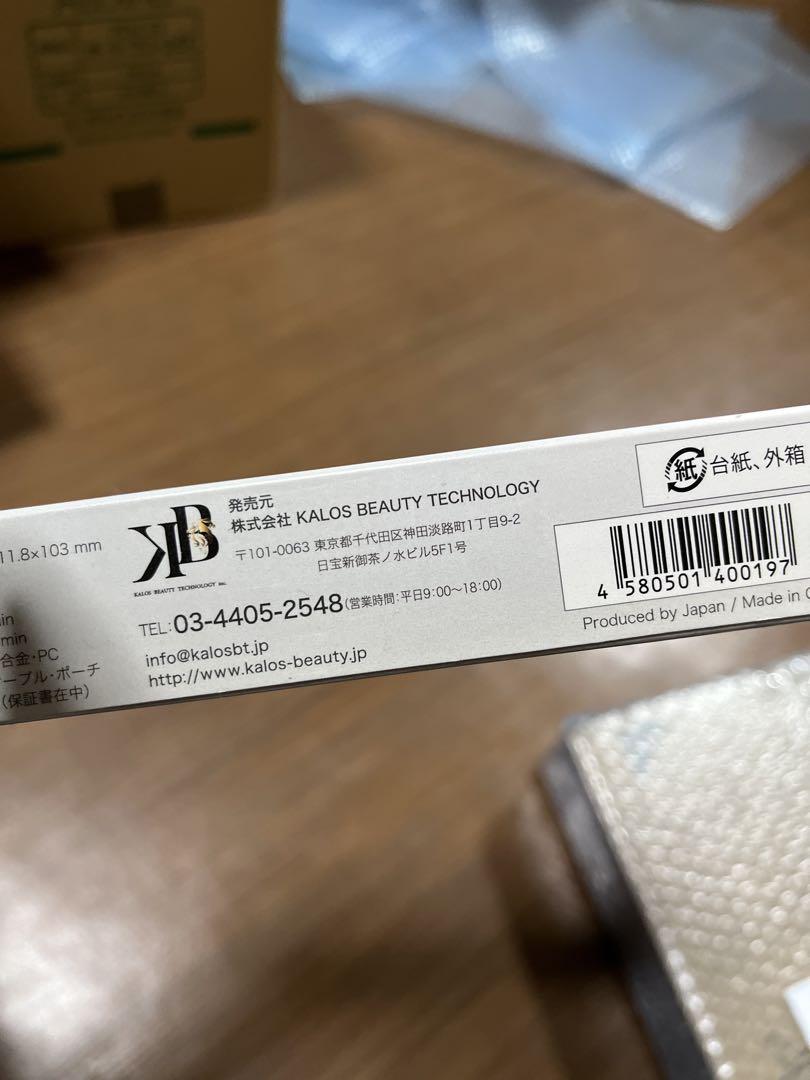 11.8×103 mm
min
合金・PC
ーブル・ポーチ
(保証書在中)
KB
KALOS BEAUTY TECHNOLOGY Inc.
発売元
株式会社 KALOS BEAUTY TECHNOLOGY
〒101-0063 東京都千代田区神田淡路町1丁目9-2
日宝新御茶ノ水ビル5F1号
TEL:03-4405-2548(営業時間:平日9:00～18:00)
info@kalosbt.jp
http://www.kalos-beauty.jp
紙 台紙、外箱
4 580501 400197
Produced by Japan / Made in C